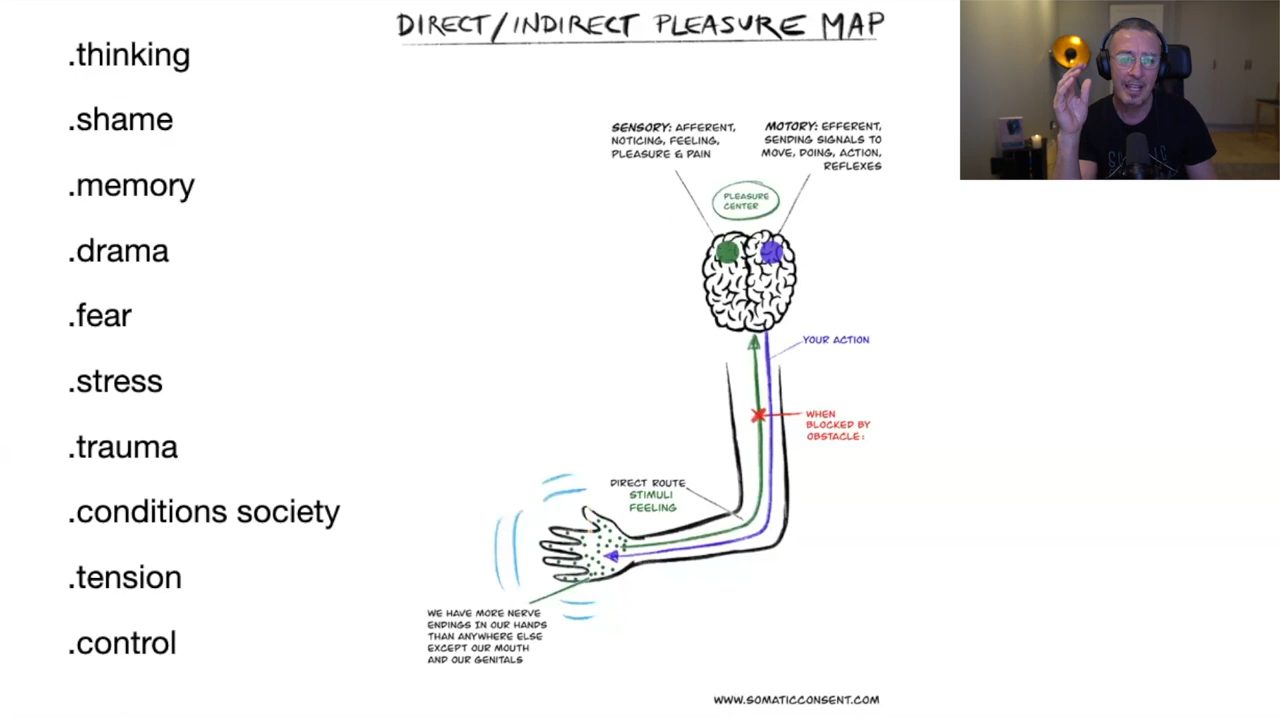 DIRECT/INDIRECT PLEASURE MAP
.thinking
.shame
.memory
.drama
.fear
.stress
.trauma
.conditions society
.tension
.control
SENSORY: AFFERENT,
NOTICING, FEELING,
PLEASURE & PAIN
MOTORY: EFFERENT,
SENDING SIGNALS TO
MOVE, DOING, ACTION,
REFLEXES
PLEASURE
CENTER
YOUR ACTION
WHEN
BLOCKED BY
OBSTACLE:
DIRECT ROUTE
STIMULI
FEELING
WE HAVE MORE NERVE
ENDINGS IN OUR HANDS
THAN ANYWHERE ELSE
EXCEPT OUR MOUTH
AND OUR GENITALS
WWW.SOMATICCONSENT.COM